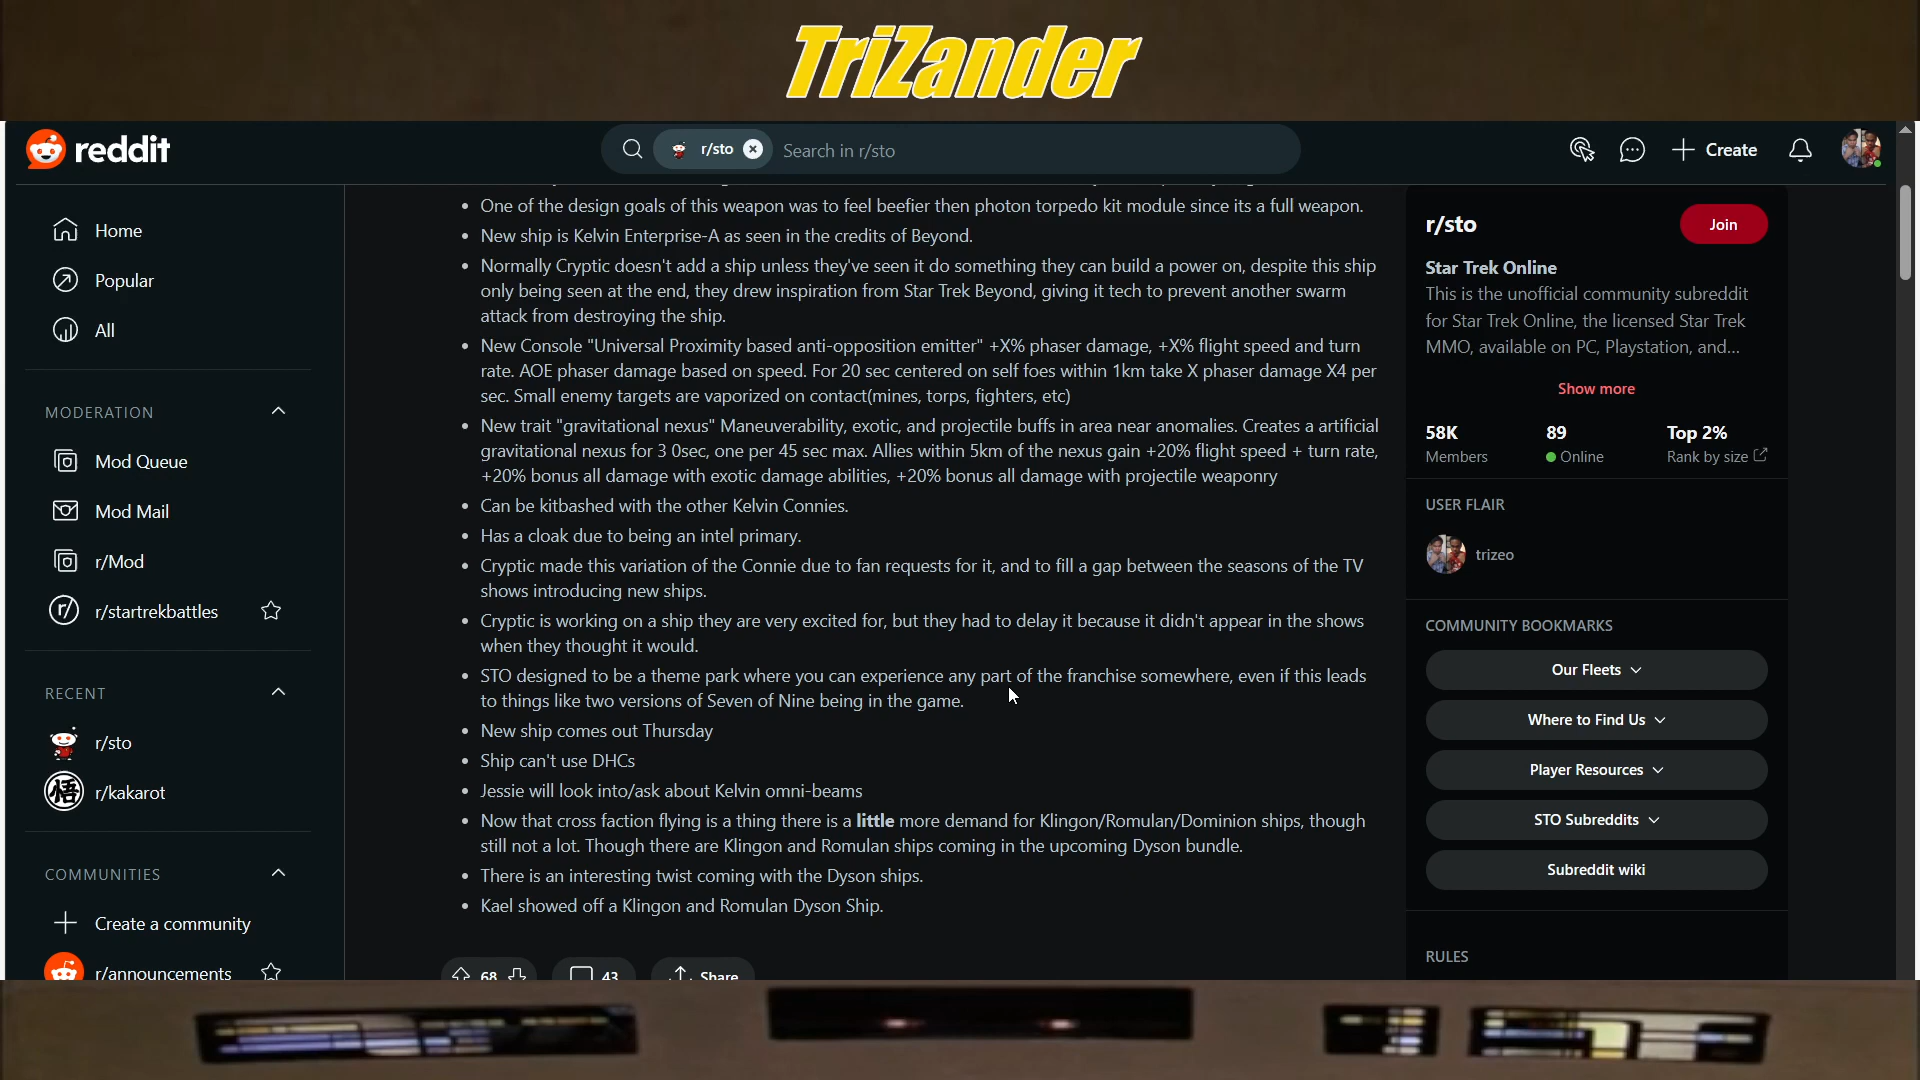 TriZander
reddit
r/sto
Search in r/sto
Create
Home
Popular
All
MODERATION
Mod Queue
Mod Mail
r/Mod
r/startrekbattles
RECENT
r/sto
r/kakarot
COMMUNITIES
Create a community
r/announcements
• One of the design goals of this weapon was to feel beefier then photon torpedo kit module since its a full weapon.
• New ship is Kelvin Enterprise-A as seen in the credits of Beyond.
• Normally Cryptic doesn't add a ship unless they've seen it do something they can build a power on, despite this ship
only being seen at the end, they drew inspiration from Star Trek Beyond, giving it tech to prevent another swarm
attack from destroying the ship.
• New Console "Universal Proximity based anti-opposition emitter" +X% phaser damage, +X% flight speed and turn
rate. AOE phaser damage based on speed. For 20 sec centered on self foes within 1km take X phaser damage X4 per
sec. Small enemy targets are vaporized on contact(mines, torps, fighters, etc)
• New trait "gravitational nexus" Maneuverability, exotic, and projectile buffs in area near anomalies. Creates a artificial
gravitational nexus for 3 0sec, one per 45 sec max. Allies within 5km of the nexus gain +20% flight speed + turn rate,
+20% bonus all damage with exotic damage abilities, +20% bonus all damage with projectile weaponry
• Can be kitbashed with the other Kelvin Connies.
• Has a cloak due to being an intel primary.
• Cryptic made this variation of the Connie due to fan requests for it, and to fill a gap between the seasons of the TV
shows introducing new ships.
• Cryptic is working on a ship they are very excited for, but they had to delay it because it didn't appear in the shows
when they thought it would.
• STO designed to be a theme park where you can experience any part of the franchise somewhere, even if this leads
to things like two versions of Seven of Nine being in the game.
• New ship comes out Thursday
• Ship can't use DHCs
• Jessie will look into/ask about Kelvin omni-beams
• Now that cross faction flying is a thing there is a little more demand for Klingon/Romulan/Dominion ships, though
still not a lot. Though there are Klingon and Romulan ships coming in the upcoming Dyson bundle.
• There is an interesting twist coming with the Dyson ships.
• Kael showed off a Klingon and Romulan Dyson Ship.
68
43
Share
r/sto
Join
Star Trek Online
This is the unofficial community subreddit
for Star Trek Online, the licensed Star Trek
MMO, available on PC, Playstation, and...
Show more
58K 89 Top 2%
Members Online Rank by size
USER FLAIR
trizeo
COMMUNITY BOOKMARKS
Our Fleets
Where to Find Us
Player Resources
STO Subreddits
Subreddit wiki
RULES